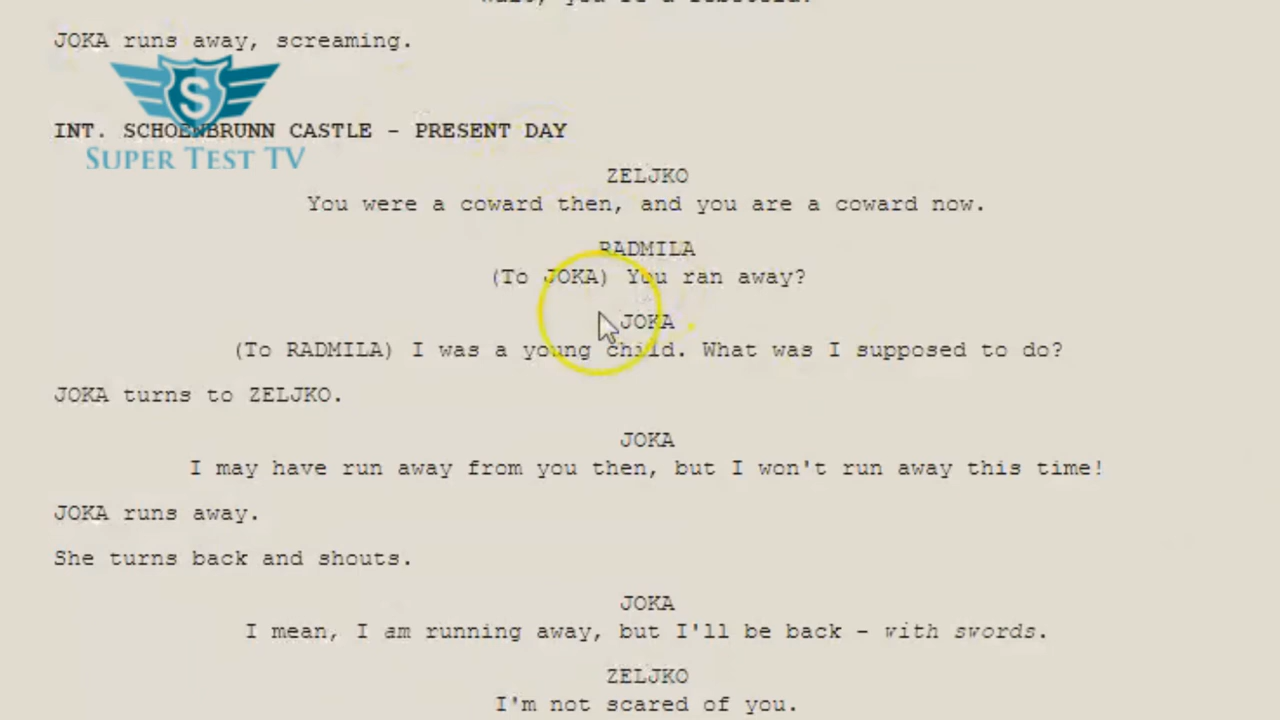 JOKA runs away, screaming.
S
SUPER TEST TV
INT. SCHOENBRUNN CASTLE - PRESENT DAY
ZELJKO
You were a coward then, and you are a coward now.
RADMILA
(To JOKA) You ran away?
JOKA
(To RADMILA) I was a young child. What was I supposed to do?
JOKA turns to ZELJKO.
JOKA
I may have run away from you then, but I won't run away this time!
JOKA runs away.
She turns back and shouts.
JOKA
I mean, I am running away, but I'll be back - with swords.
ZELJKO
I'm not scared of you.